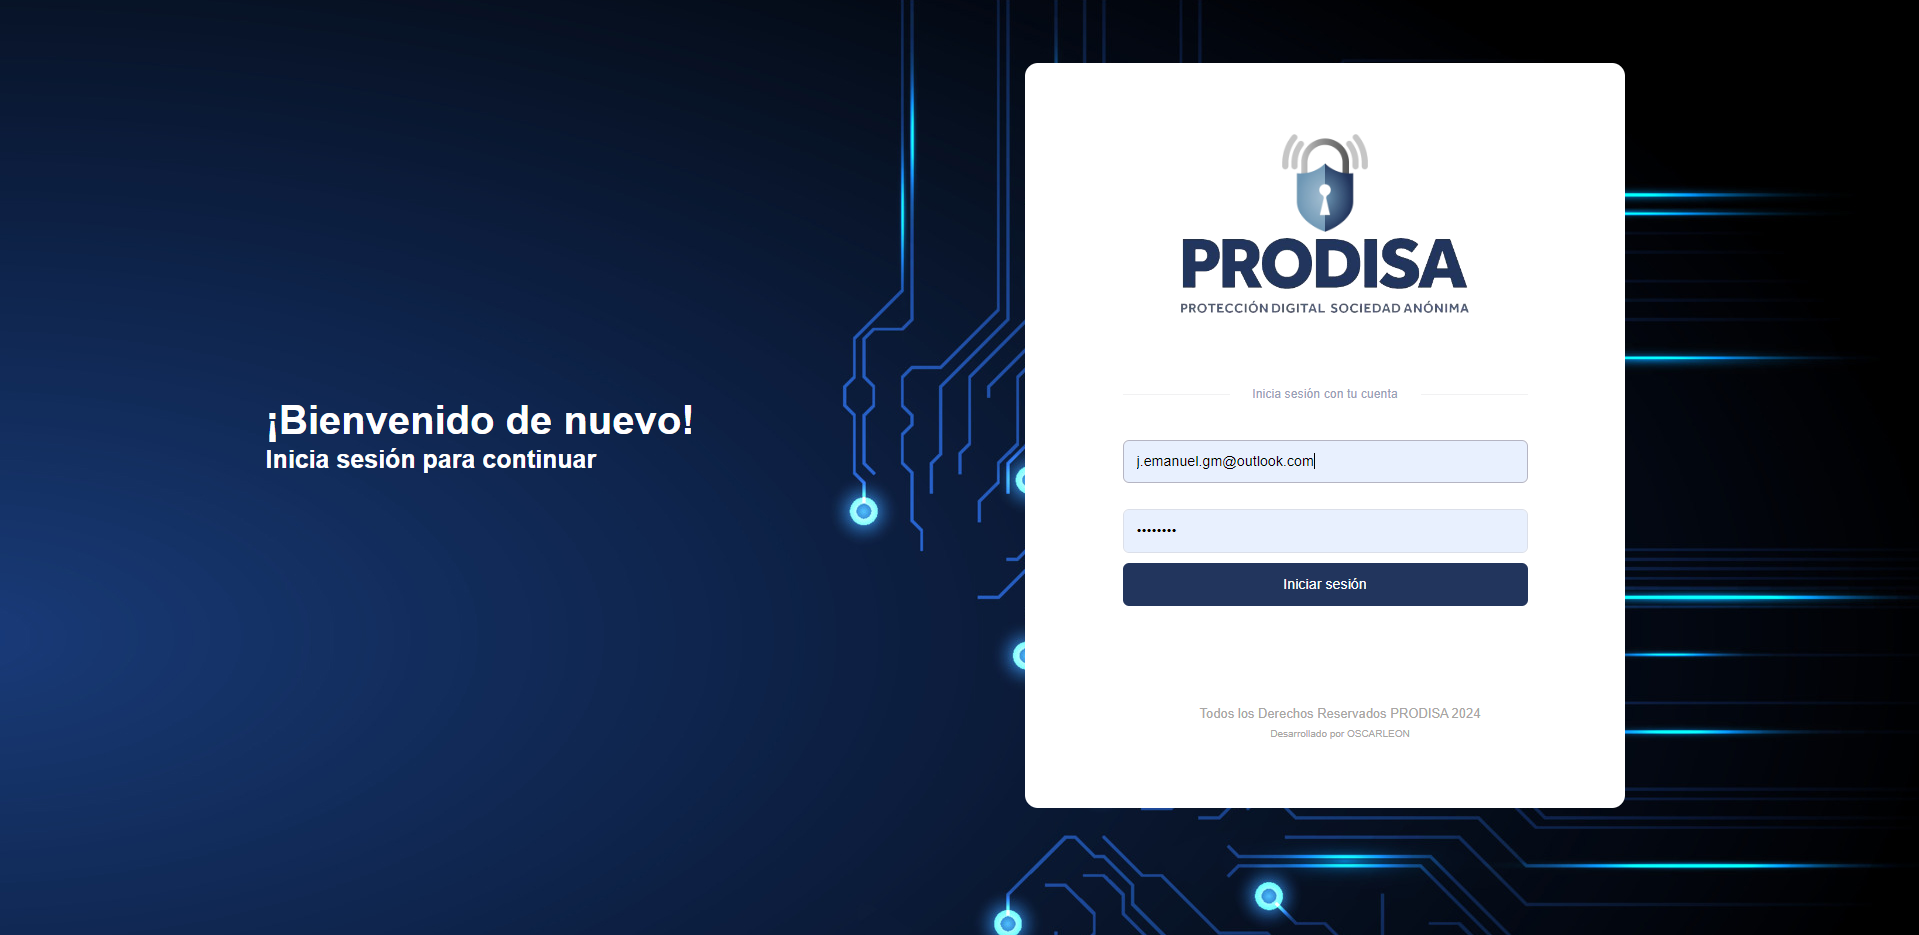 ¡Bienvenido de nuevo!
Inicia sesión para continuar
PRODISA
PROTECCIÓN DIGITAL SOCIEDAD ANÓNIMA
Inicia sesión con tu cuenta
j.emanuel.gm@outlook.com
••••••••
Iniciar sesión
Todos los Derechos Reservados PRODISA 2024
Desarrollado por OSCARLEON